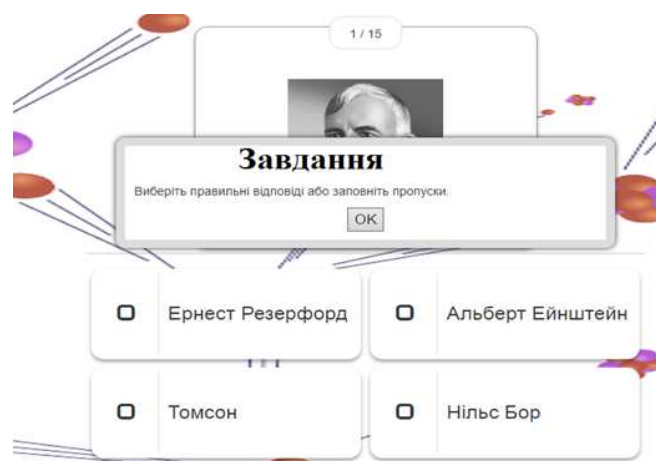 1 / 15
Завдання
Виберіть правильні відповіді або заповніть пропуски.
OK
Ернест Резерфорд
Альберт Ейнштейн
Томсон
Нільс Бор